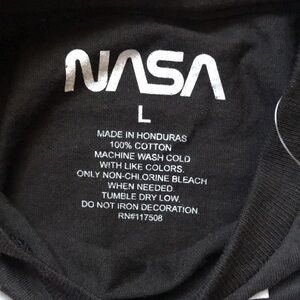 NASA
L
MADE IN HONDURAS
100% COTTON
MACHINE WASH COLD
WITH LIKE COLORS.
ONLY NON-CHLORINE BLEACH
WHEN NEEDED.
TUMBLE DRY LOW.
DO NOT IRON DECORATION.
RN#117508